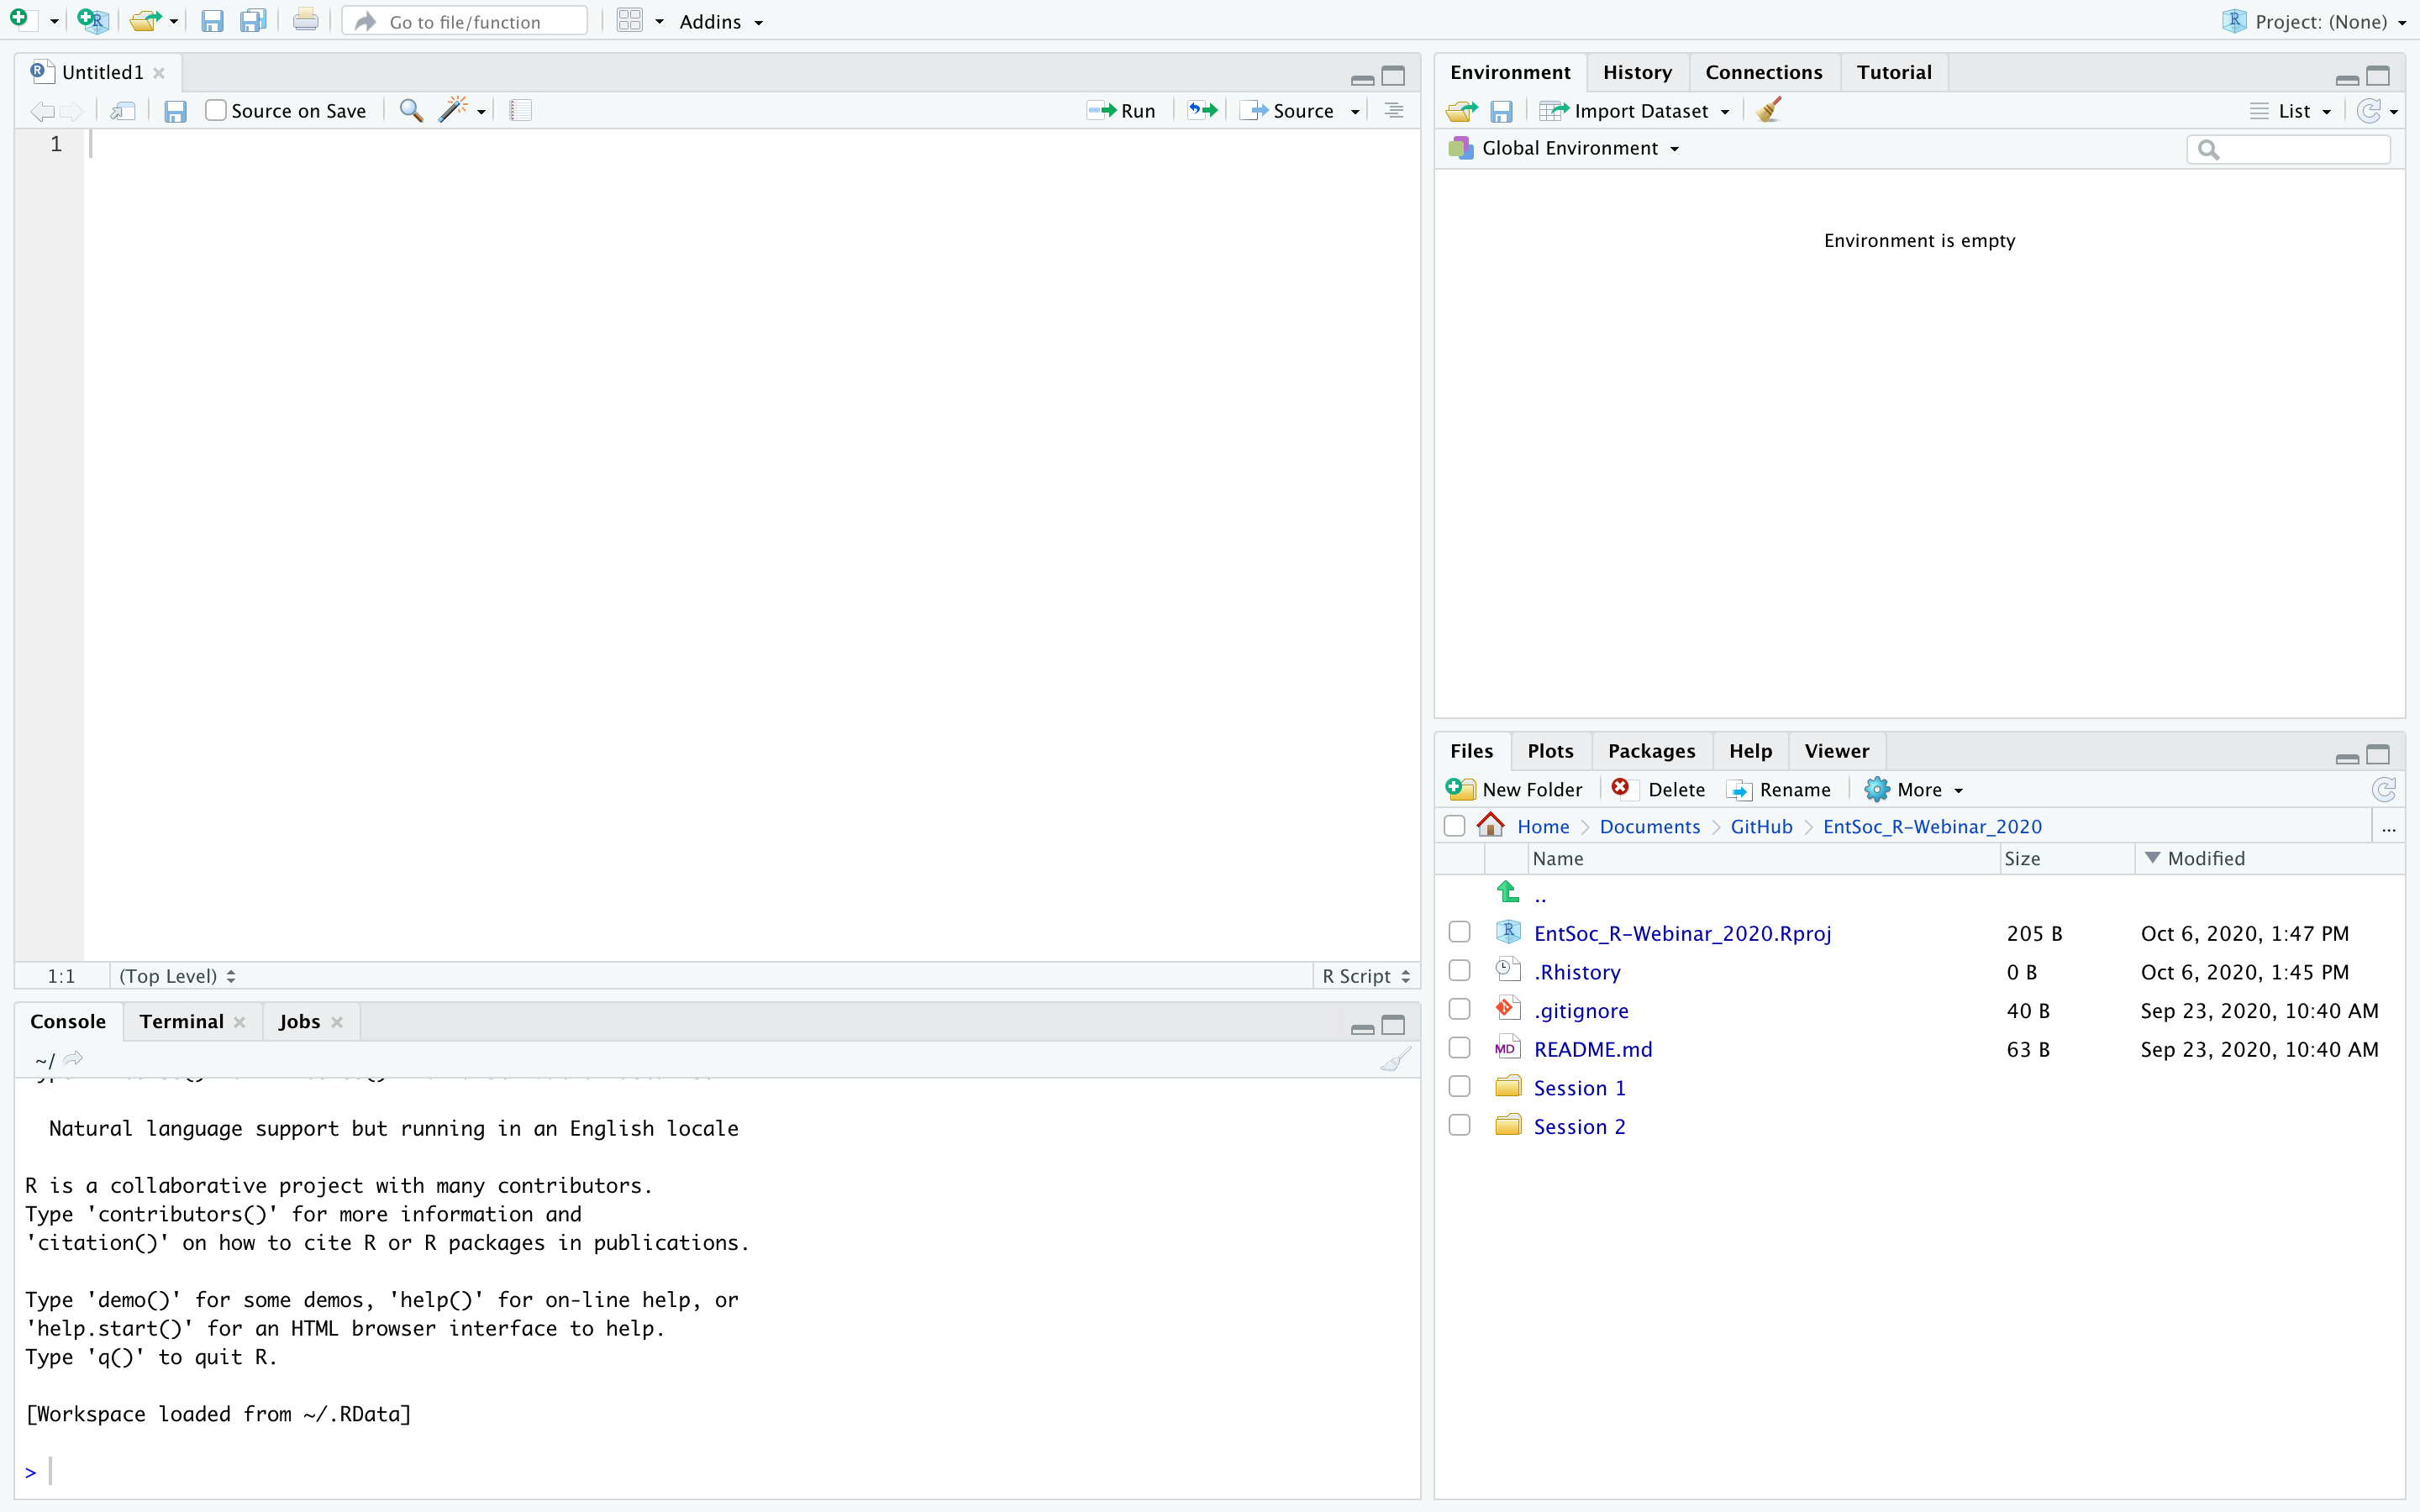 Go to file/function
Addins
Project: (None)
Untitled1
Source on Save
Run
Source
1
1:1
(Top Level)
R Script
Console
Terminal
Jobs
~/
Natural language support but running in an English locale
R is a collaborative project with many contributors.
Type 'contributors()' for more information and
'citation()' on how to cite R or R packages in publications.
Type 'demo()' for some demos, 'help()' for on-line help, or
'help.start()' for an HTML browser interface to help.
Type 'q()' to quit R.
[Workspace loaded from ~/.RData]
>
Environment
History
Connections
Tutorial
Import Dataset
List
Global Environment
Environment is empty
Files
Plots
Packages
Help
Viewer
New Folder
Delete
Rename
More
Home
Documents
GitHub
EntSoc_R-Webinar_2020
...
Name
Size
Modified
..
EntSoc_R-Webinar_2020.Rproj 205 B Oct 6, 2020, 1:47 PM
.Rhistory 0 B Oct 6, 2020, 1:45 PM
.gitignore 40 B Sep 23, 2020, 10:40 AM
MD README.md 63 B Sep 23, 2020, 10:40 AM
Session 1
Session 2